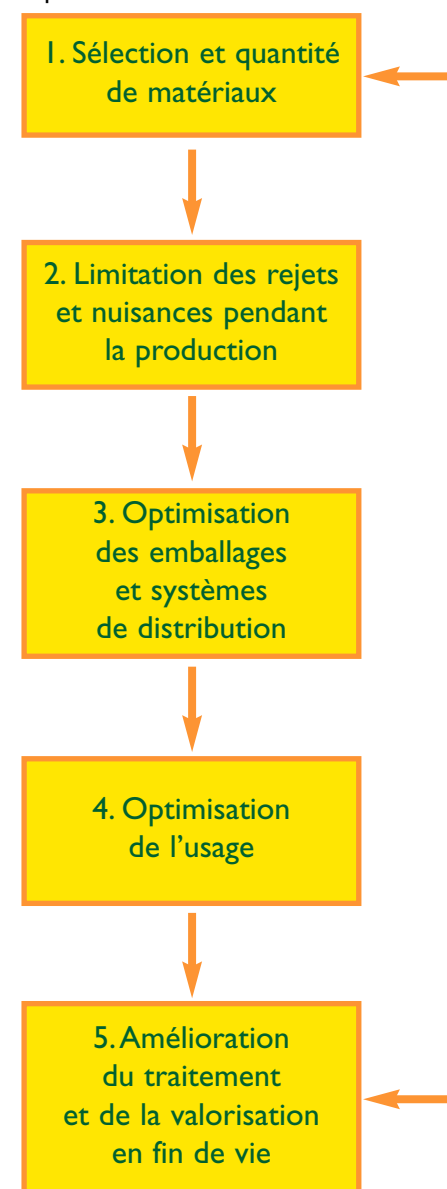 1. Sélection et quantité
de matériaux
2. Limitation des rejets
et nuisances pendant
la production
3. Optimisation
des emballages
et systèmes
de distribution
4. Optimisation
de l’usage
5. Amélioration
du traitement
et de la valorisation
en fin de vie